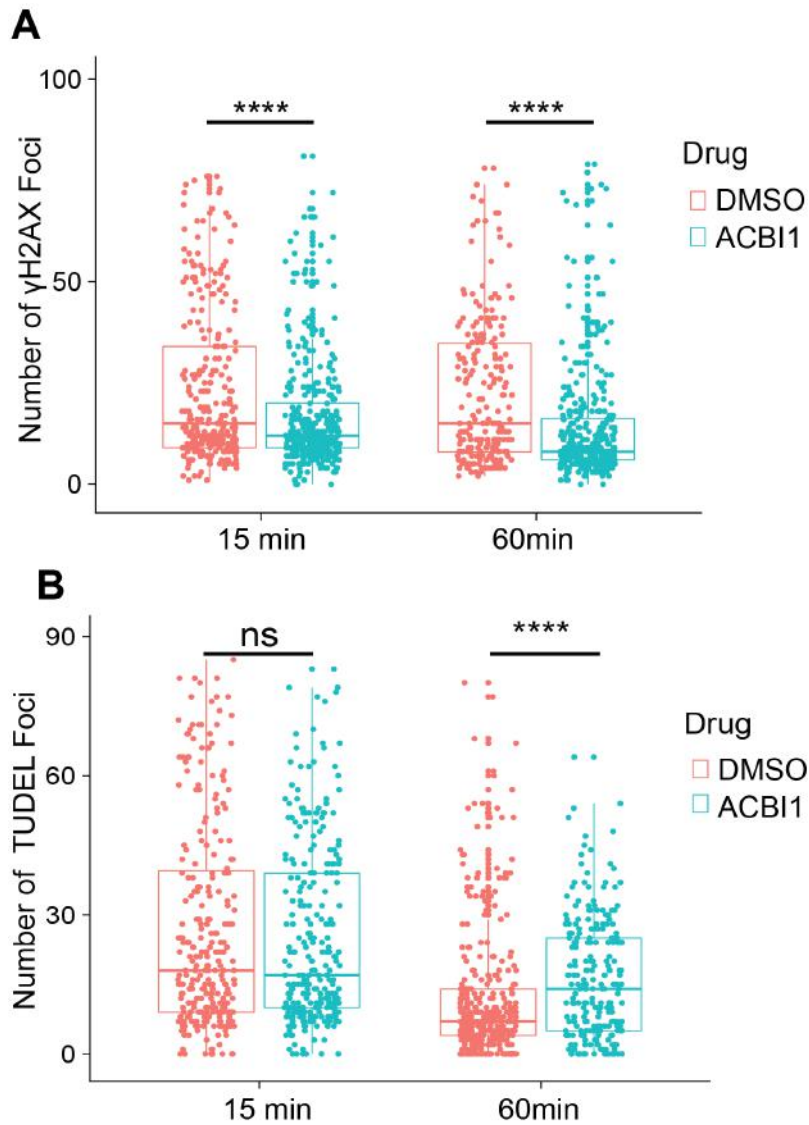 A
Number of γH2AX Foci
100
50
0
****
****
15 min
60min
Drug
DMSO
ACBI1
B
Number of TUDEL Foci
90
60
30
0
ns
****
15 min
60min
Drug
DMSO
ACBI1